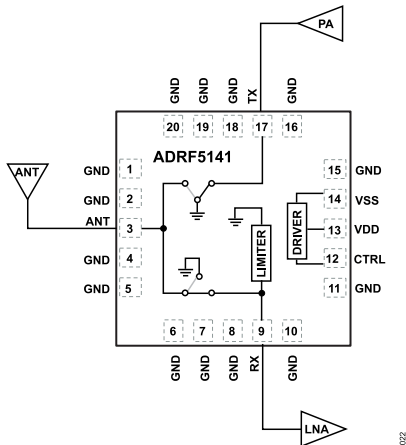 PA
GND GND GND TX GND
20 19 18 17 16
ADRF5141
ANT
GND 1
GND 2
ANT 3
GND 4
GND 5
15 GND
14 VSS
13 VDD
12 CTRL
11 GND
DRIVER
LIMITER
6 7 8 9 10
GND GND GND RX GND
LNA
022